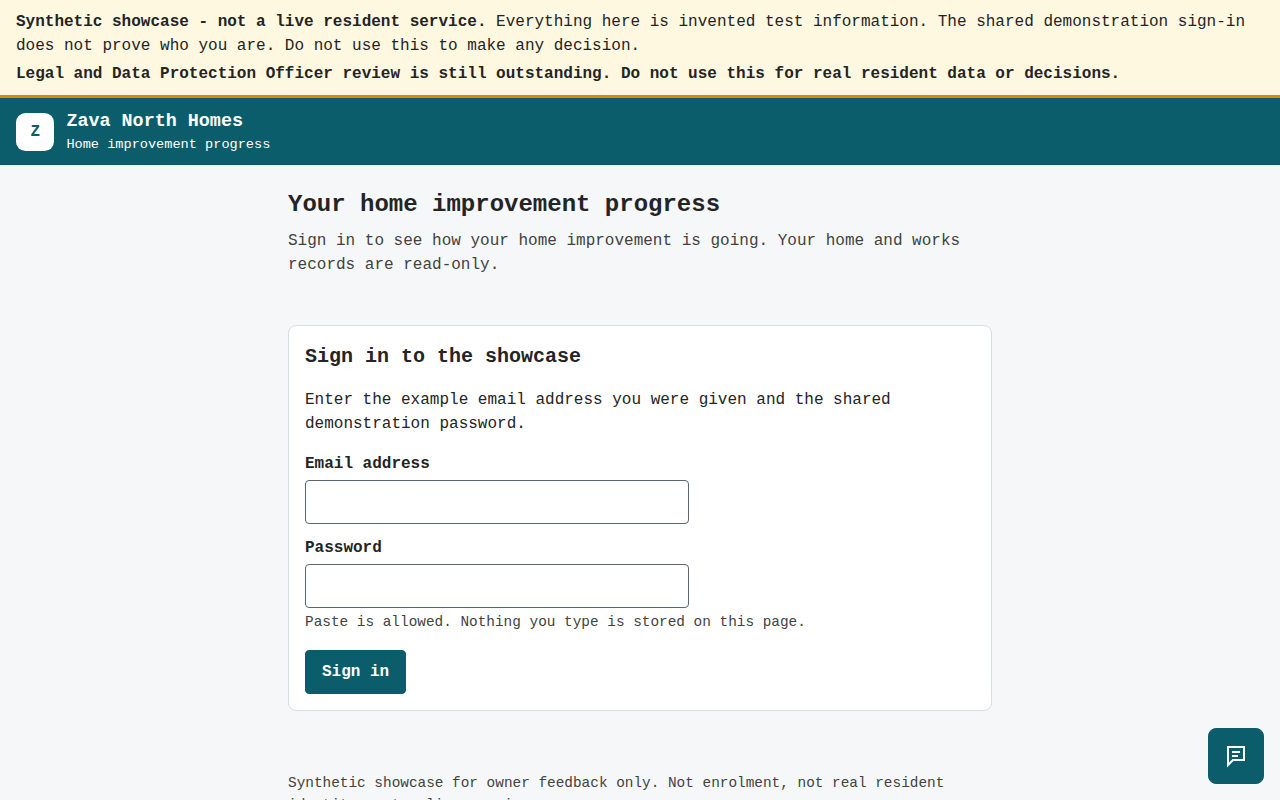 Synthetic showcase - not a live resident service. Everything here is invented test information. The shared demonstration sign-in
does not prove who you are. Do not use this to make any decision.
Legal and Data Protection Officer review is still outstanding. Do not use this for real resident data or decisions.
Z
Zava North Homes
Home improvement progress
Your home improvement progress
Sign in to see how your home improvement is going. Your home and works
records are read-only.
Sign in to the showcase
Enter the example email address you were given and the shared
demonstration password.
Email address
Password
Paste is allowed. Nothing you type is stored on this page.
Sign in
Synthetic showcase for owner feedback only. Not enrolment, not real resident